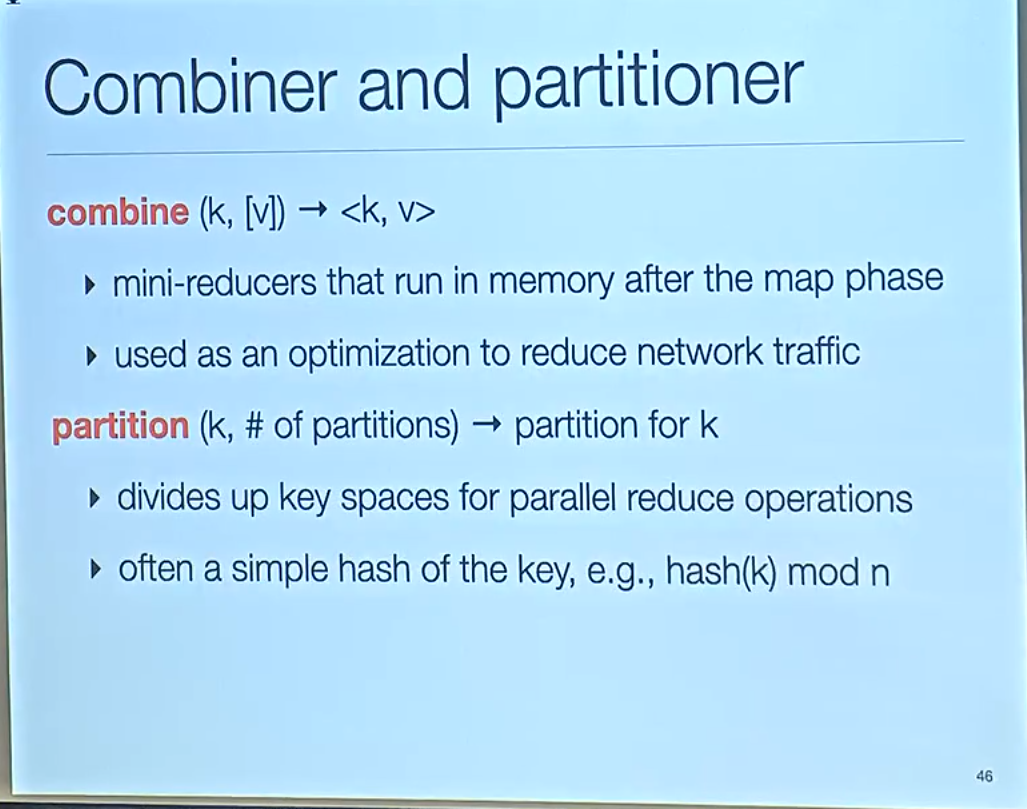 Combiner and partitioner
combine (k, [v]) → <k, v>
▸ mini-reducers that run in memory after the map phase
▸ used as an optimization to reduce network traffic
partition (k, # of partitions) → partition for k
▸ divides up key spaces for parallel reduce operations
▸ often a simple hash of the key, e.g., hash(k) mod n
46